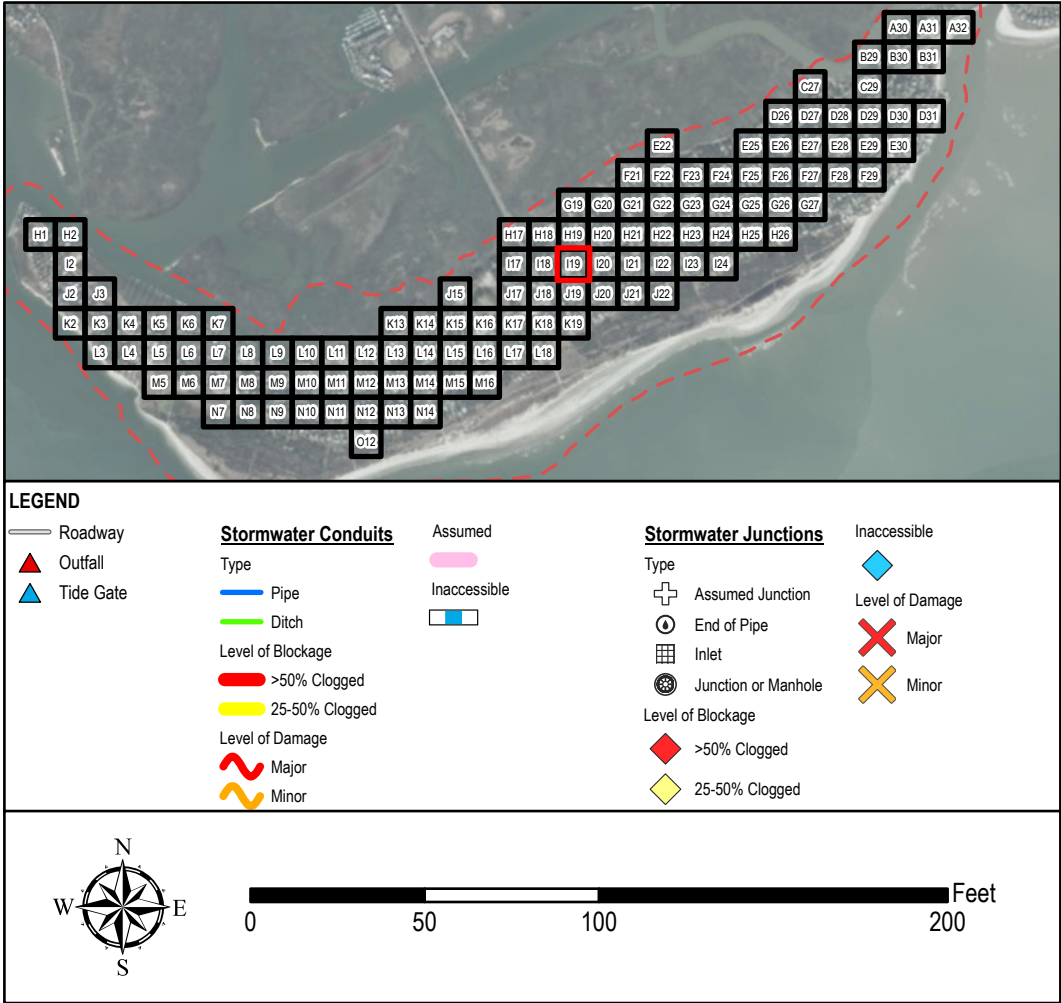 A30 A31 A32
B29 B30 B31
C27 C29
D26 D27 D28 D29 D30 D31
E22 E25 E26 E27 E28 E29 E30
F21 F22 F23 F24 F25 F26 F27 F28 F29
G19 G20 G21 G22 G23 G24 G25 G26 G27
H1 H2 H17 H18 H19 H20 H21 H22 H23 H24 H25 H26
I2 I17 I18 I19 I20 I21 I22 I23 I24
J2 J3 J15 J17 J18 J19 J20 J21 J22
K2 K3 K4 K5 K6 K7 K13 K14 K15 K16 K17 K18 K19
L3 L4 L5 L6 L7 L8 L9 L10 L11 L12 L13 L14 L15 L16 L17 L18
M5 M6 M7 M8 M9 M10 M11 M12 M13 M14 M15 M16
N7 N8 N9 N10 N11 N12 N13 N14
O12
LEGEND
Roadway
Outfall
Tide Gate
Stormwater Conduits
Type
Pipe
Ditch
Level of Blockage
>50% Clogged
25-50% Clogged
Level of Damage
Major
Minor
Assumed
Inaccessible
Stormwater Junctions
Type
Assumed Junction
End of Pipe
Inlet
Junction or Manhole
Level of Blockage
>50% Clogged
25-50% Clogged
Inaccessible
Level of Damage
Major
Minor
N
W E
S
Feet
0 50 100 200